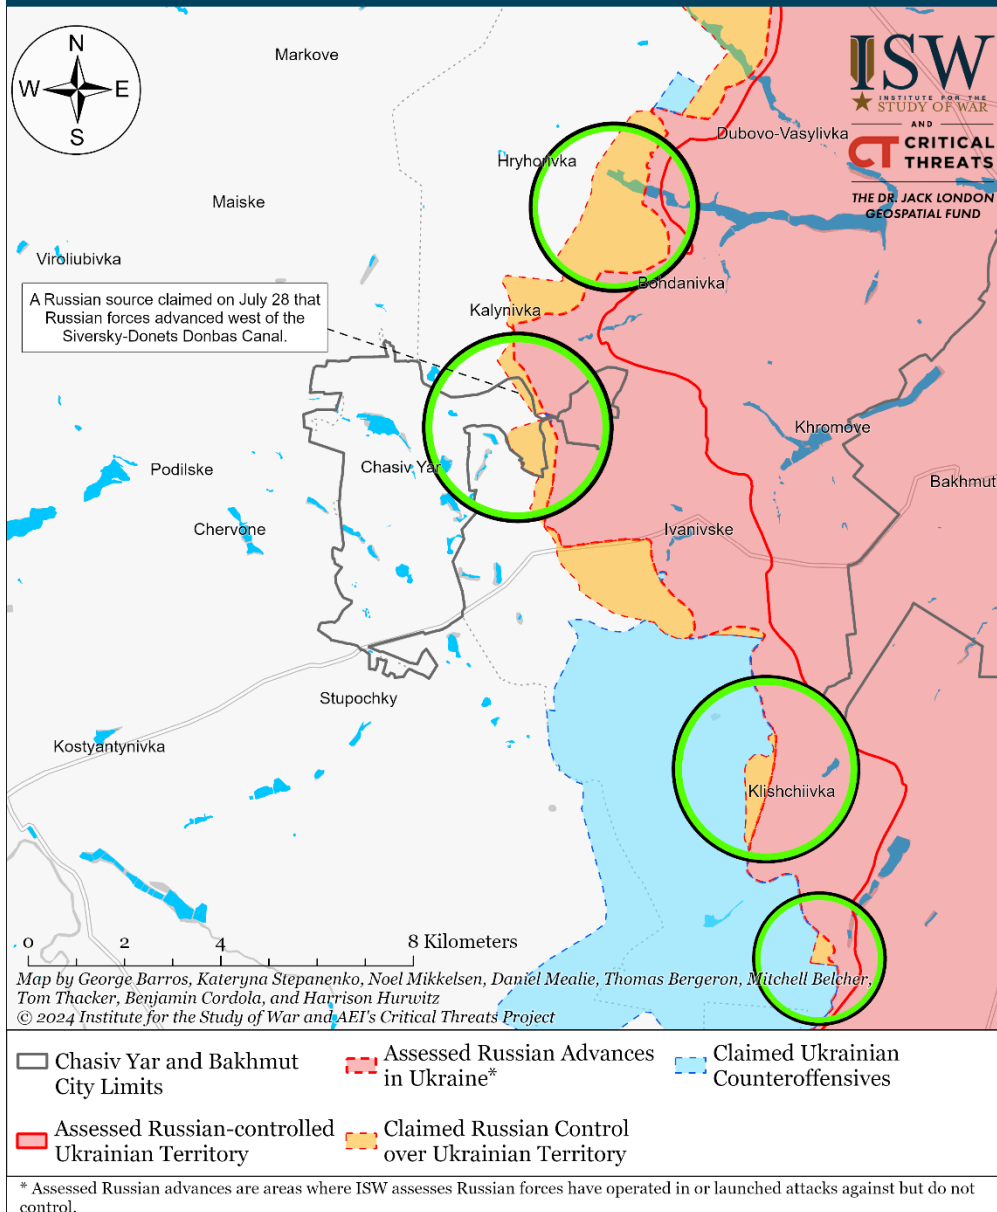 N
W
E
S
Markove
ISW
INSTITUTE FOR THE
STUDY OF WAR
AND
CT CRITICAL
THREATS
THE DR. JACK LONDON
GEOSPATIAL FUND
Dubovo-Vasylivka
Hryhorivka
Maiske
Viroliubivka
Bohdanivka
A Russian source claimed on July 28 that
Russian forces advanced west of the
Siversky-Donets Donbas Canal.
Kalynivka
Khromove
Podilske
Chasiv Yar
Bakhmut
Chervone
Ivanivske
Stupochky
Kostyantynivka
Klishchiivka
0 2 4 8 Kilometers
Map by George Barros, Kateryna Stepanenko, Noel Mikkelsen, Daniel Mealie, Thomas Bergeron, Mitchell Belcher,
Tom Thacker, Benjamin Cordola, and Harrison Hurwitz
© 2024 Institute for the Study of War and AEI's Critical Threats Project
Chasiv Yar and Bakhmut
City Limits
Assessed Russian Advances
in Ukraine*
Claimed Ukrainian
Counteroffensives
Assessed Russian-controlled
Ukrainian Territory
Claimed Russian Control
over Ukrainian Territory
* Assessed Russian advances are areas where ISW assesses Russian forces have operated in or launched attacks against but do not
control.